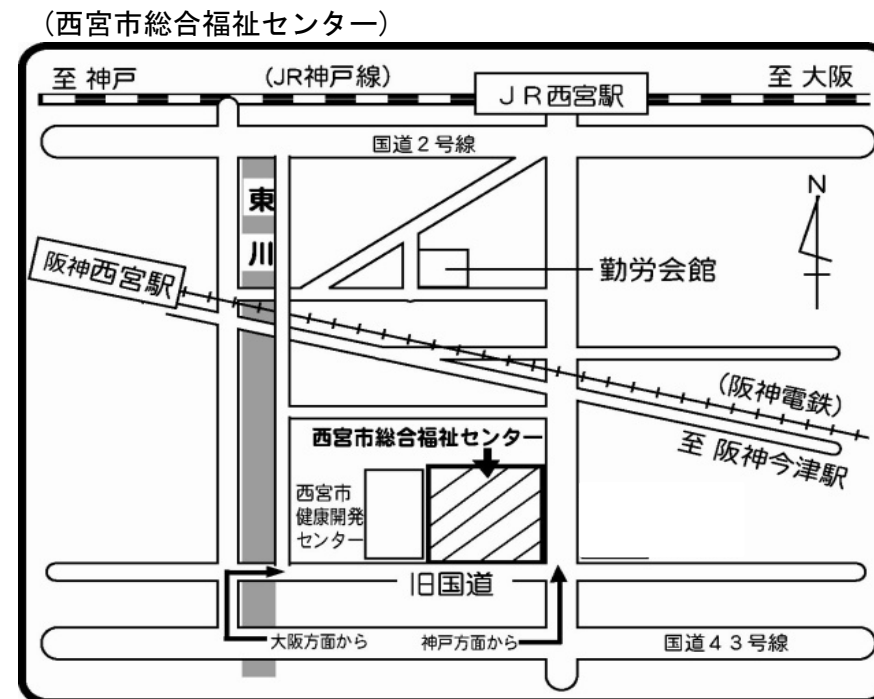 (西宮市総合福祉センター)
至 神戸
(JR神戸線)
JR西宮駅
至 大阪
国道2号線
東川
N
阪神西宮駅
勤労会館
(阪神電鉄)
至 阪神今津駅
西宮市総合福祉センター
西宮市
健康開発
センター
旧国道
大阪方面から
神戸方面から
国道43号線